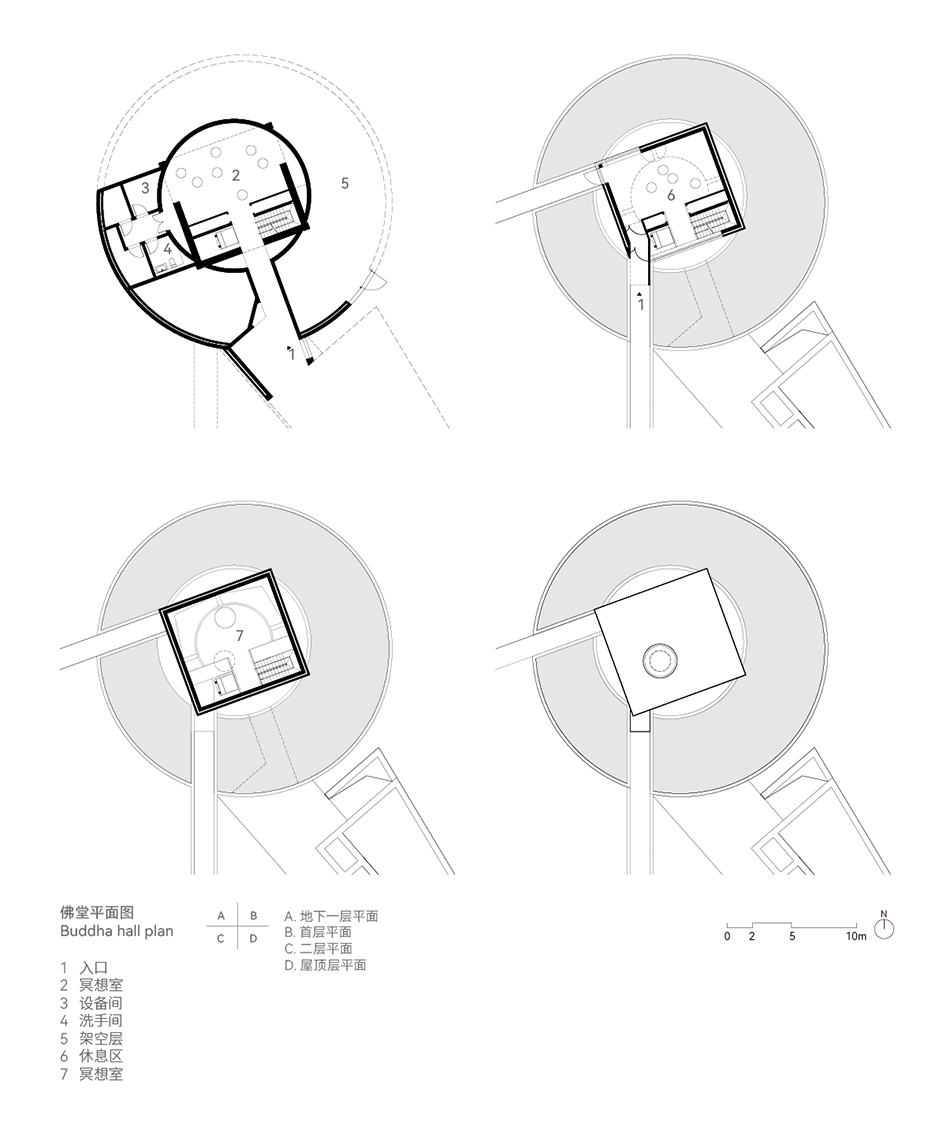 3
2
5
4
1
6
1
7
佛堂平面图
Buddha hall plan
A B
C D
A. 地下一层平面
B. 首层平面
C. 二层平面
D. 屋顶层平面
0 2 5 10m
N
1 入口
2 冥想室
3 设备间
4 洗手间
5 架空层
6 休息区
7 冥想室